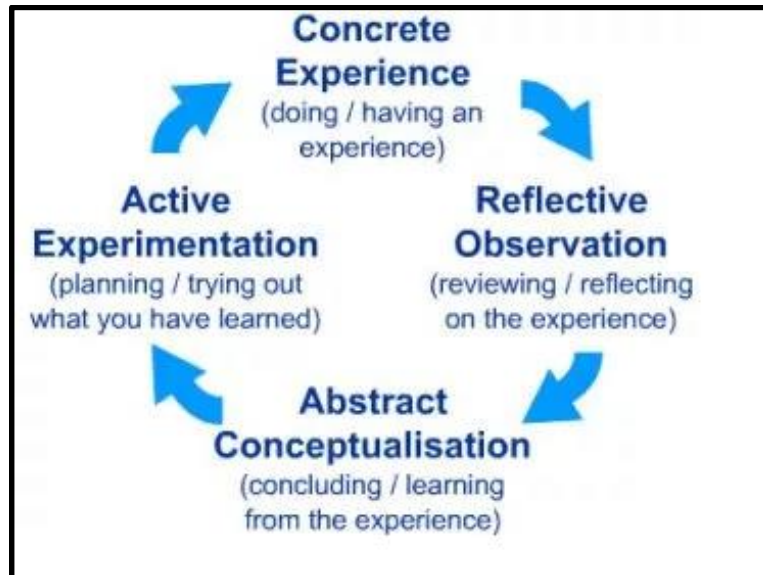 Concrete
Experience
(doing / having an
experience)
Reflective
Observation
(reviewing / reflecting
on the experience)
Abstract
Conceptualisation
(concluding / learning
from the experience)
Active
Experimentation
(planning / trying out
what you have learned)